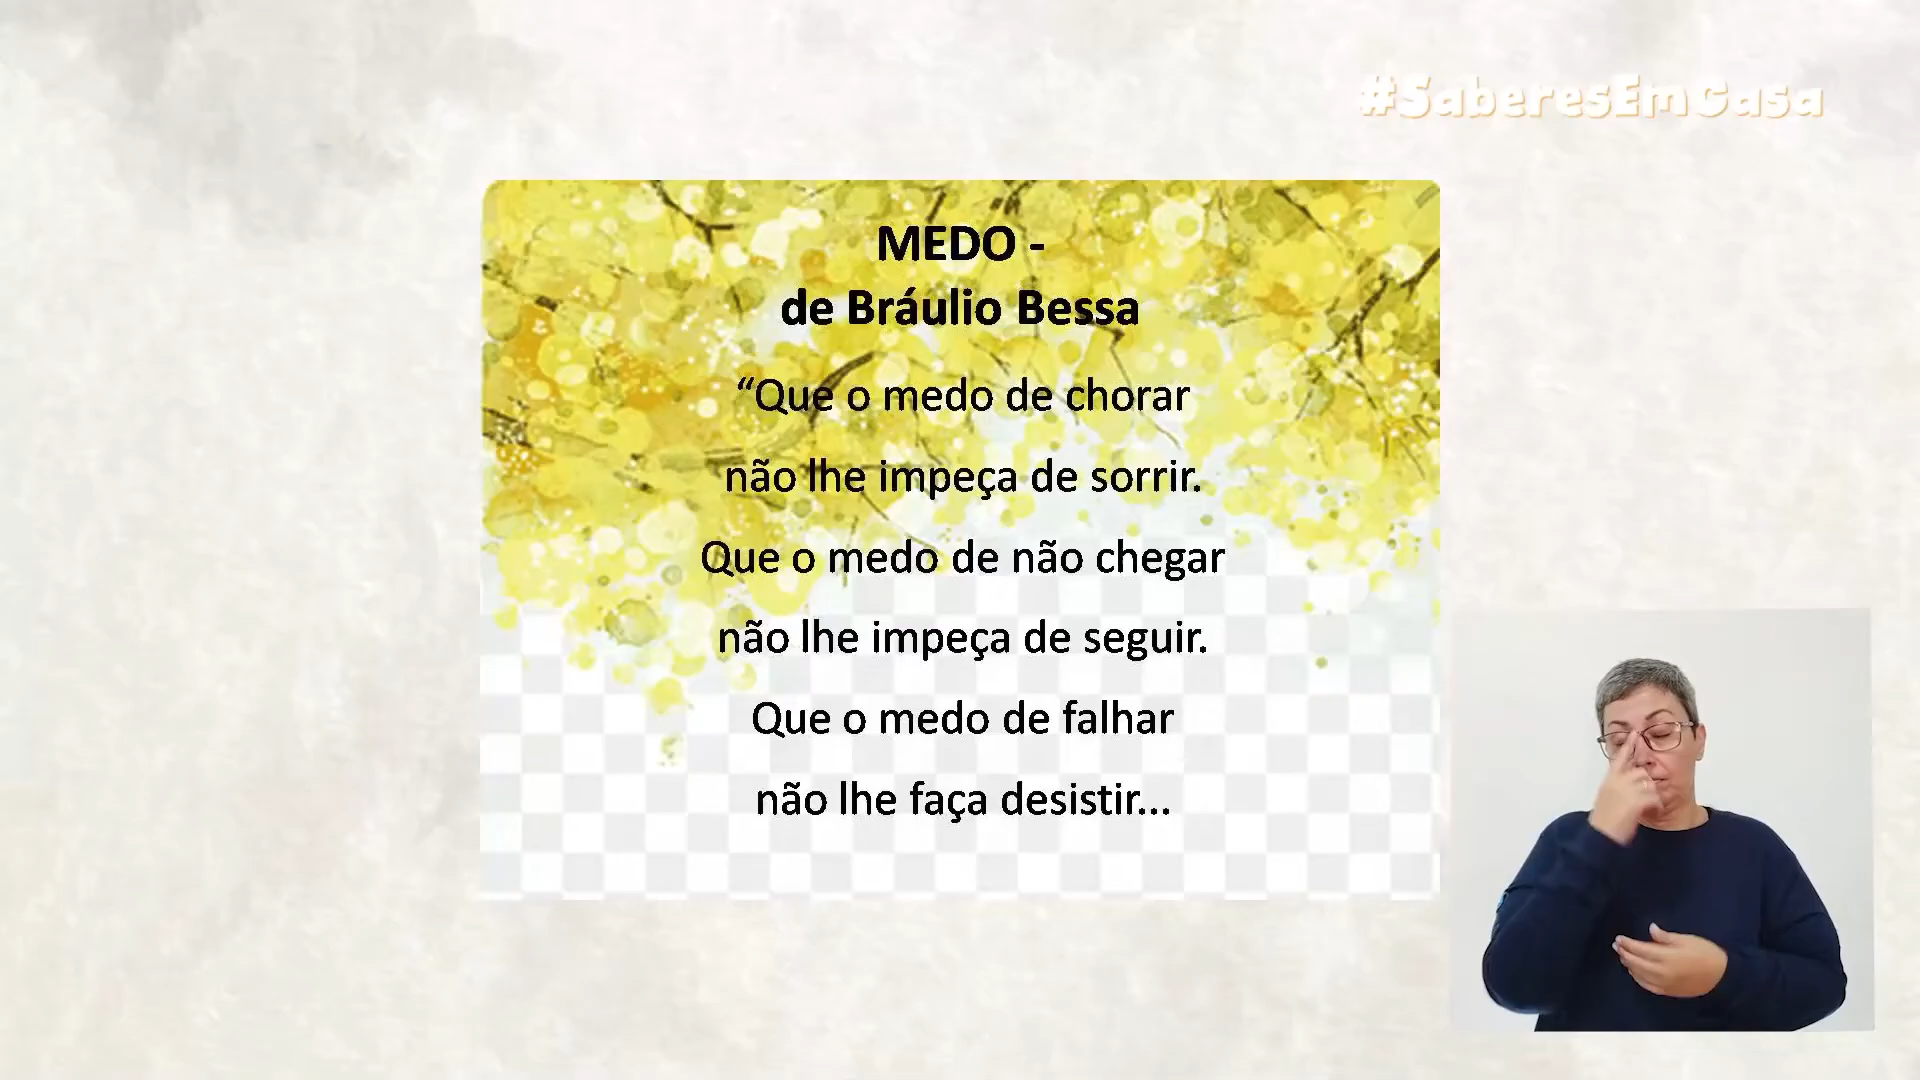 #SaberesEmCasa
MEDO -
de Bráulio Bessa
“Que o medo de chorar
não lhe impeça de sorrir.
Que o medo de não chegar
não lhe impeça de seguir.
Que o medo de falhar
não lhe faça desistir...